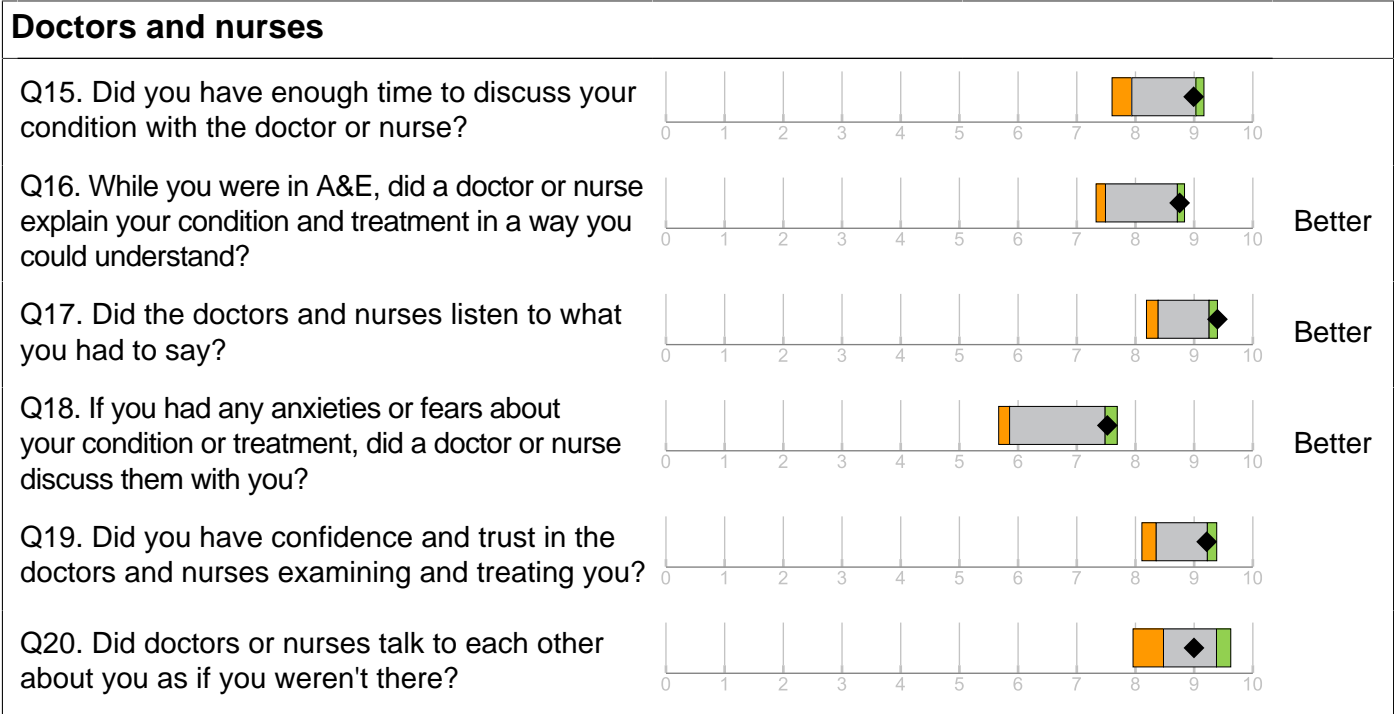 Doctors and nurses
Q15. Did you have enough time to discuss your
condition with the doctor or nurse?
0 1 2 3 4 5 6 7 8 9 10
Q16. While you were in A&E, did a doctor or nurse
explain your condition and treatment in a way you
could understand?
0 1 2 3 4 5 6 7 8 9 10
Better
Q17. Did the doctors and nurses listen to what
you had to say?
0 1 2 3 4 5 6 7 8 9 10
Better
Q18. If you had any anxieties or fears about
your condition or treatment, did a doctor or nurse
discuss them with you?
0 1 2 3 4 5 6 7 8 9 10
Better
Q19. Did you have confidence and trust in the
doctors and nurses examining and treating you?
0 1 2 3 4 5 6 7 8 9 10
Q20. Did doctors or nurses talk to each other
about you as if you weren't there?
0 1 2 3 4 5 6 7 8 9 10